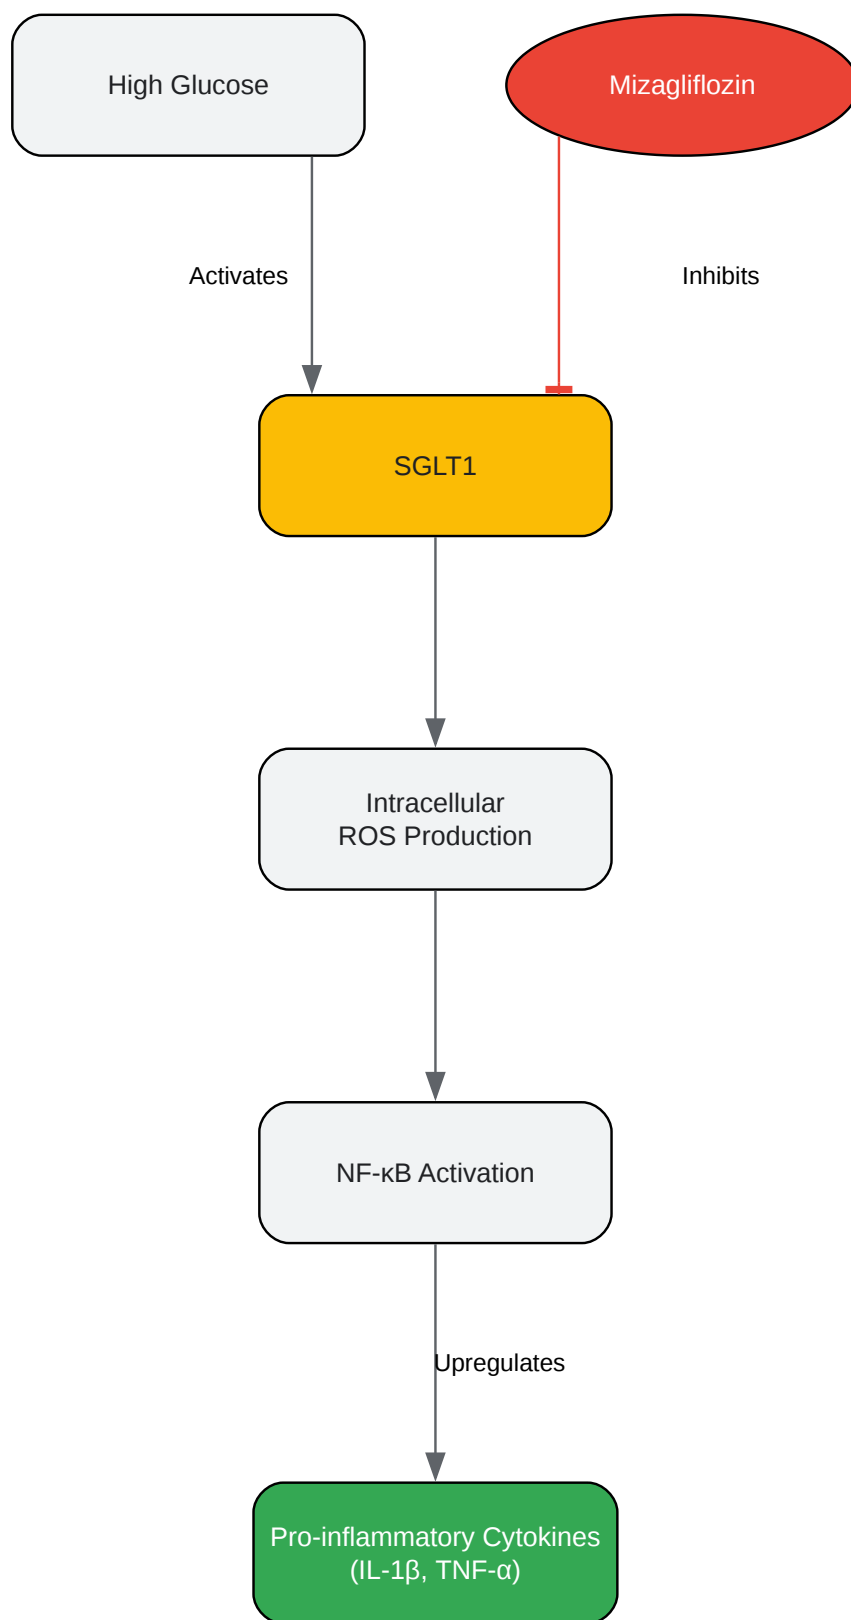 High Glucose
Mizagliflozin
Activates
Inhibits
SGLT1
Intracellular
ROS Production
NF-κB Activation
Upregulates
Pro-inflammatory Cytokines
(IL-1β, TNF-α)